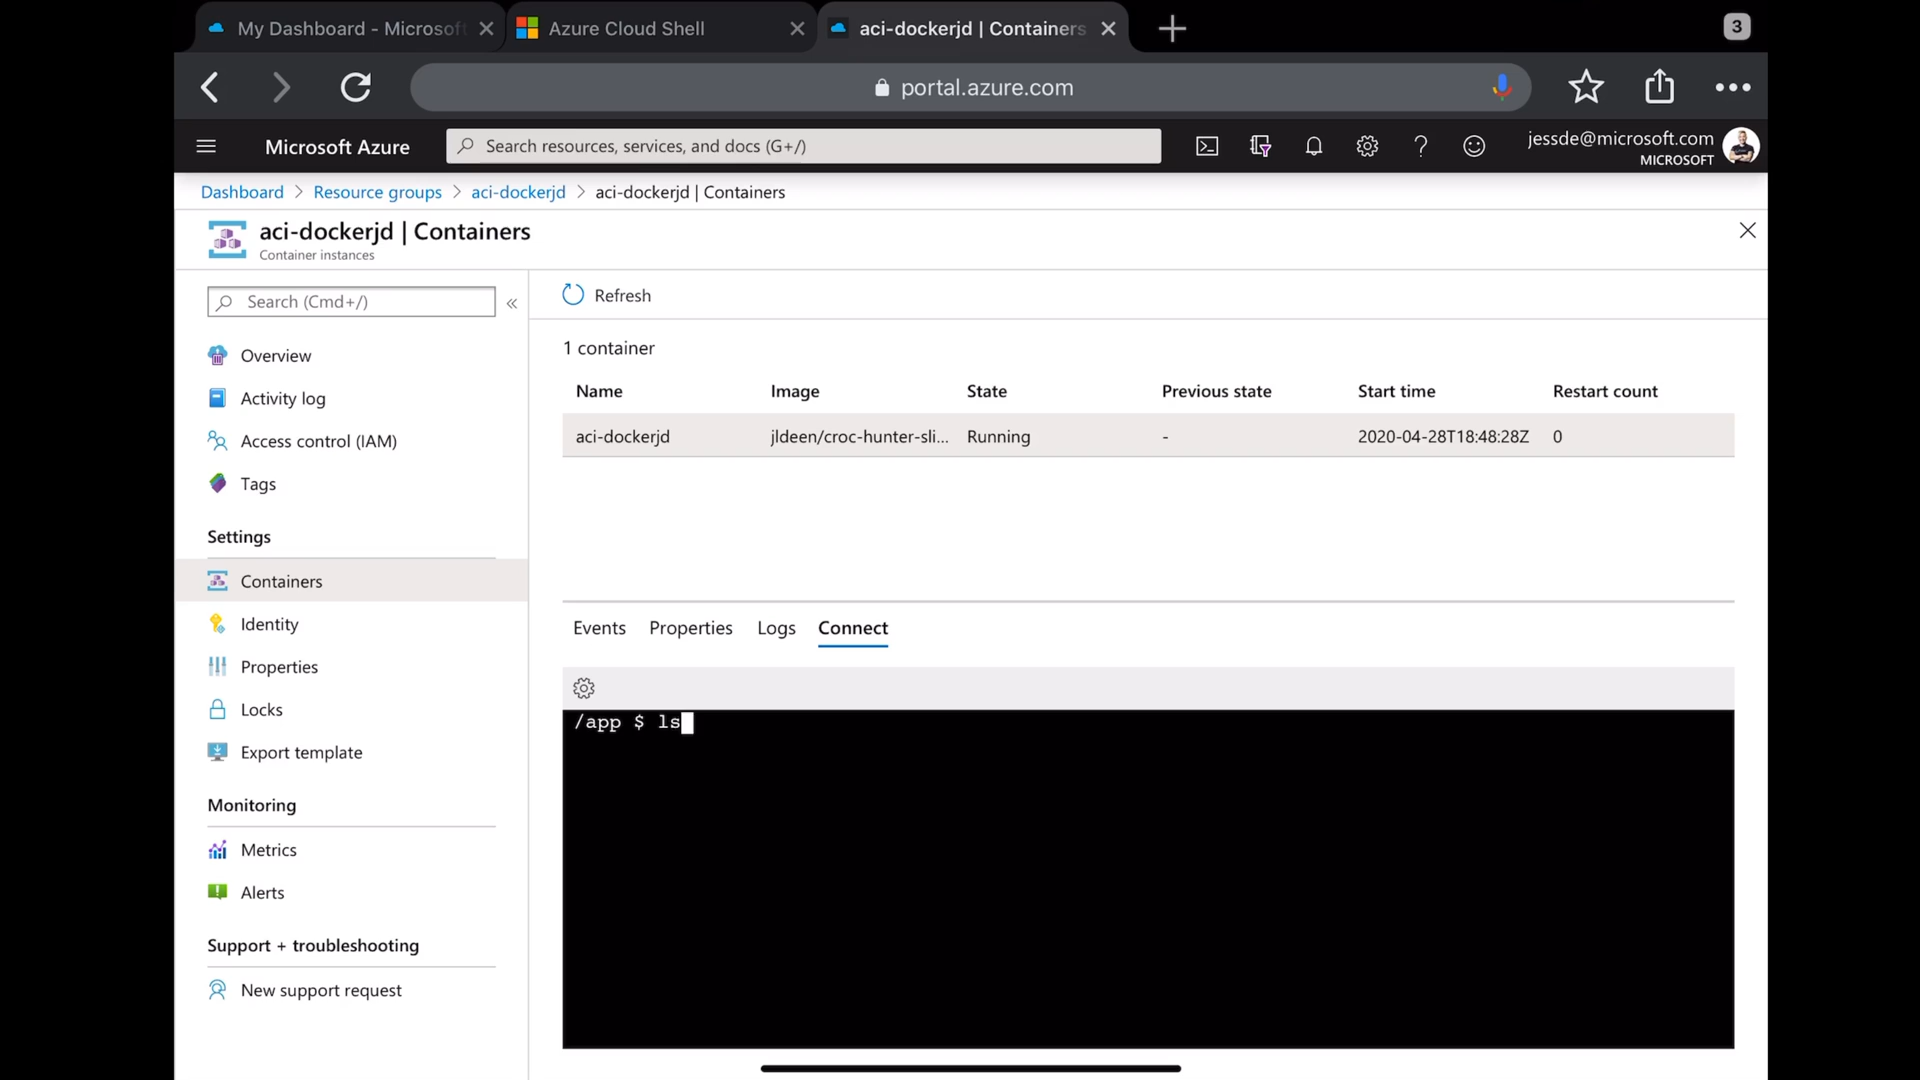 My Dashboard - Microsoft
Azure Cloud Shell
aci-dockerjd | Containers
3
portal.azure.com
Microsoft Azure
Search resources, services, and docs (G+/)
jessde@microsoft.com
MICROSOFT
Dashboard > Resource groups > aci-dockerjd > aci-dockerjd | Containers
aci-dockerjd | Containers
Container instances
Search (Cmd+/)
«
Overview
Activity log
Access control (IAM)
Tags
Settings
Containers
Identity
Properties
Locks
Export template
Monitoring
Metrics
Alerts
Support + troubleshooting
New support request
Refresh
1 container
Name Image State Previous state Start time Restart count
aci-dockerjd jldeen/croc-hunter-sli... Running - 2020-04-28T18:48:28Z 0
Events Properties Logs Connect
/app $ ls